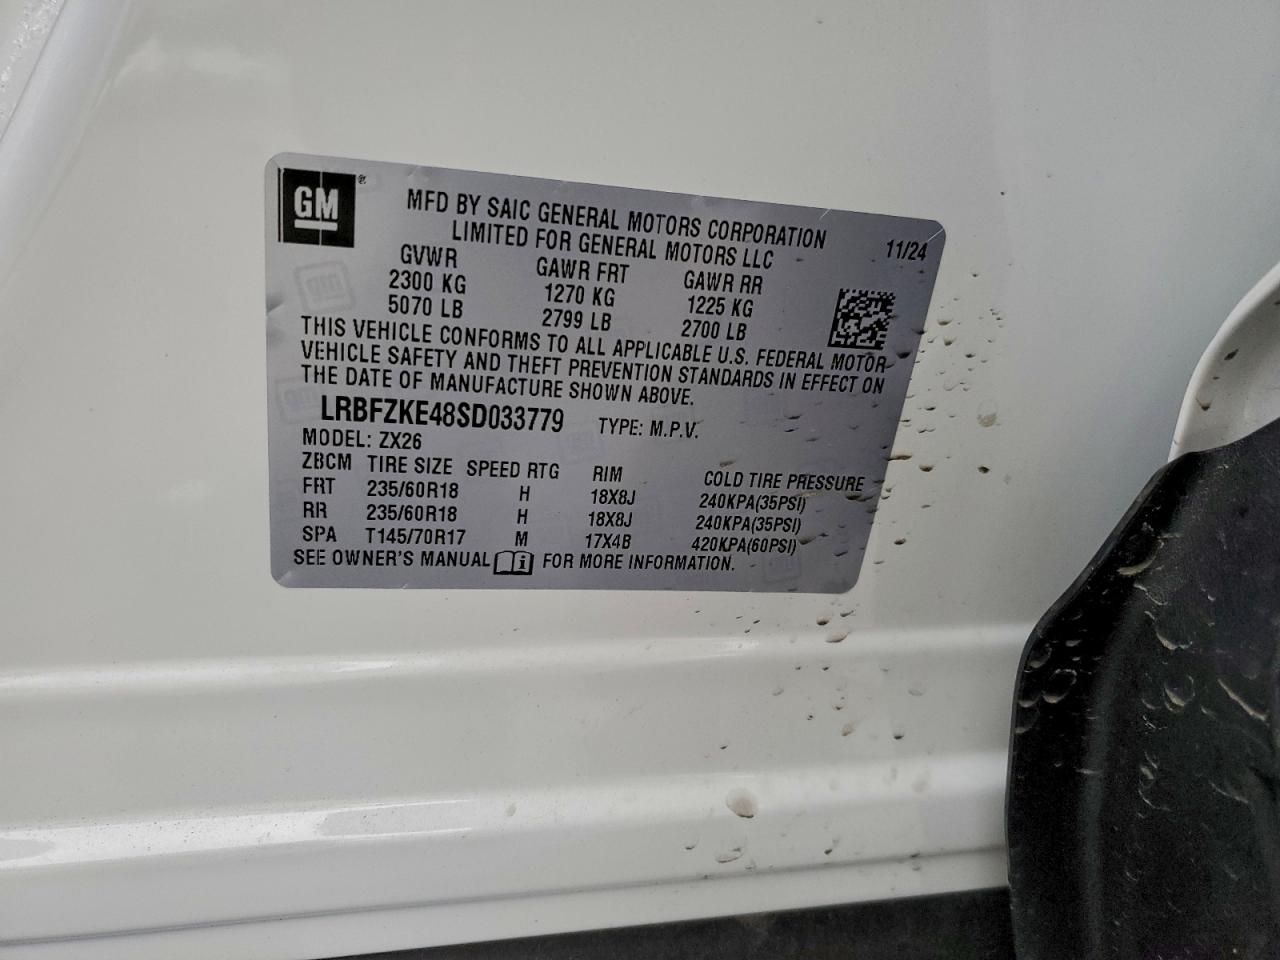 GM ®
MFD BY SAIC GENERAL MOTORS CORPORATION
LIMITED FOR GENERAL MOTORS LLC
11/24
GVWR GAWR FRT GAWR RR
2300 KG 1270 KG 1225 KG
5070 LB 2799 LB 2700 LB
THIS VEHICLE CONFORMS TO ALL APPLICABLE U.S. FEDERAL MOTOR
VEHICLE SAFETY AND THEFT PREVENTION STANDARDS IN EFFECT ON
THE DATE OF MANUFACTURE SHOWN ABOVE.
LRBFZKE48SD033779 TYPE: M.P.V.
MODEL: ZX26
ZBCM TIRE SIZE SPEED RTG RIM COLD TIRE PRESSURE
FRT 235/60R18 H 18X8J 240KPA(35PSI)
RR 235/60R18 H 18X8J 240KPA(35PSI)
SPA T145/70R17 M 17X4B 420KPA(60PSI)
SEE OWNER'S MANUAL i FOR MORE INFORMATION.